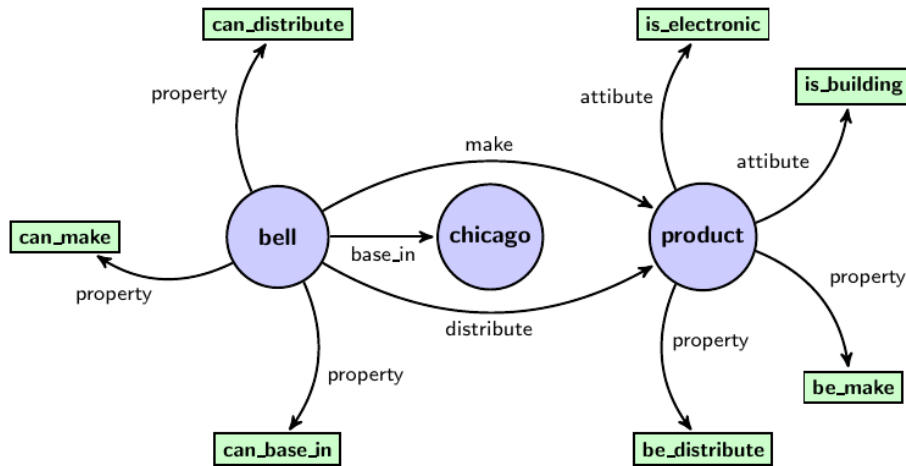 can_distribute
is_electronic
is_building
property
attibute
make
attibute
can_make
bell
base_in
chicago
product
property
distribute
property
property
property
be_make
can_base_in
be_distribute